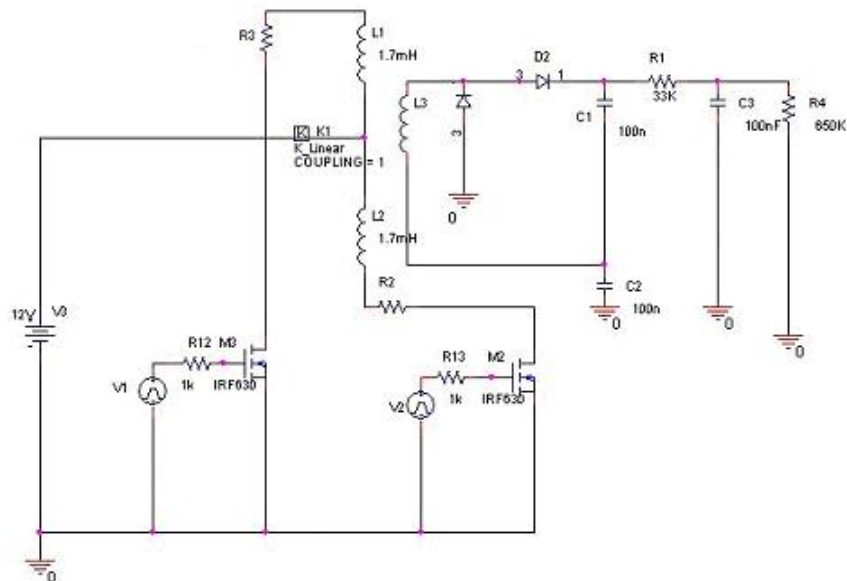 R3
L1
1.7mH
D2
3
1
R1
33K
L3
3
C1
100n
C3
100nF
R4
650K
K K1
K_Linear
COUPLING = 1
0
L2
1.7mH
R2
C2
100n
0
0
0
12V
V3
R12
M3
1k
IRF630
V1
R13
M2
1k
IRF630
V2
0